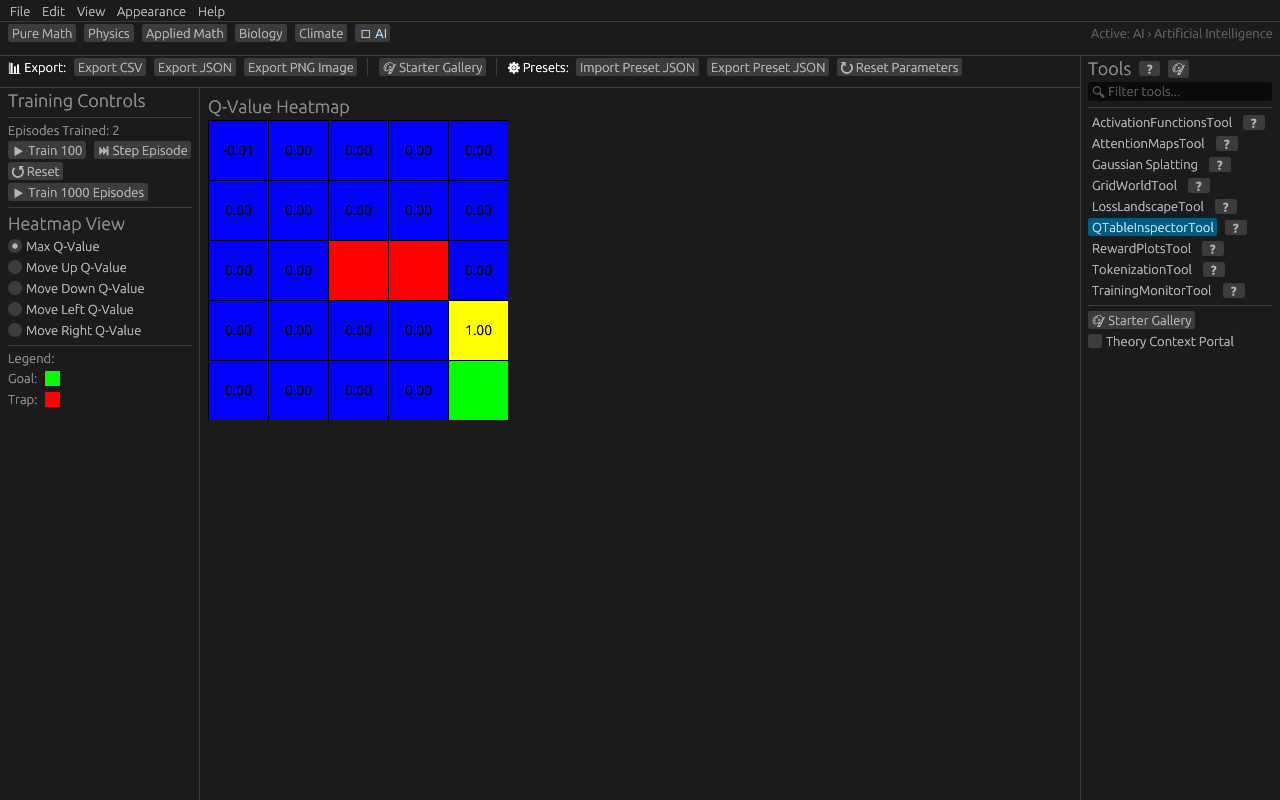 File Edit View Appearance Help
Pure Math Physics Applied Math Biology Climate AI Active: AI › Artificial Intelligence
Export: Export CSV Export JSON Export PNG Image Starter Gallery Presets: Import Preset JSON Export Preset JSON Reset Parameters
Training Controls
Episodes Trained: 2
Train 100 Step Episode
Reset
Train 1000 Episodes
Heatmap View
Max Q-Value
Move Up Q-Value
Move Down Q-Value
Move Left Q-Value
Move Right Q-Value
Legend:
Goal:
Trap:
Q-Value Heatmap
-0.01 0.00 0.00 0.00 0.00
0.00 0.00 0.00 0.00 0.00
0.00 0.00 0.00
0.00 0.00 0.00 0.00 1.00
0.00 0.00 0.00 0.00
Tools ?
Filter tools...
ActivationFunctionsTool ?
AttentionMapsTool ?
Gaussian Splatting ?
GridWorldTool ?
LossLandscapeTool ?
QTableInspectorTool ?
RewardPlotsTool ?
TokenizationTool ?
TrainingMonitorTool ?
Starter Gallery
Theory Context Portal